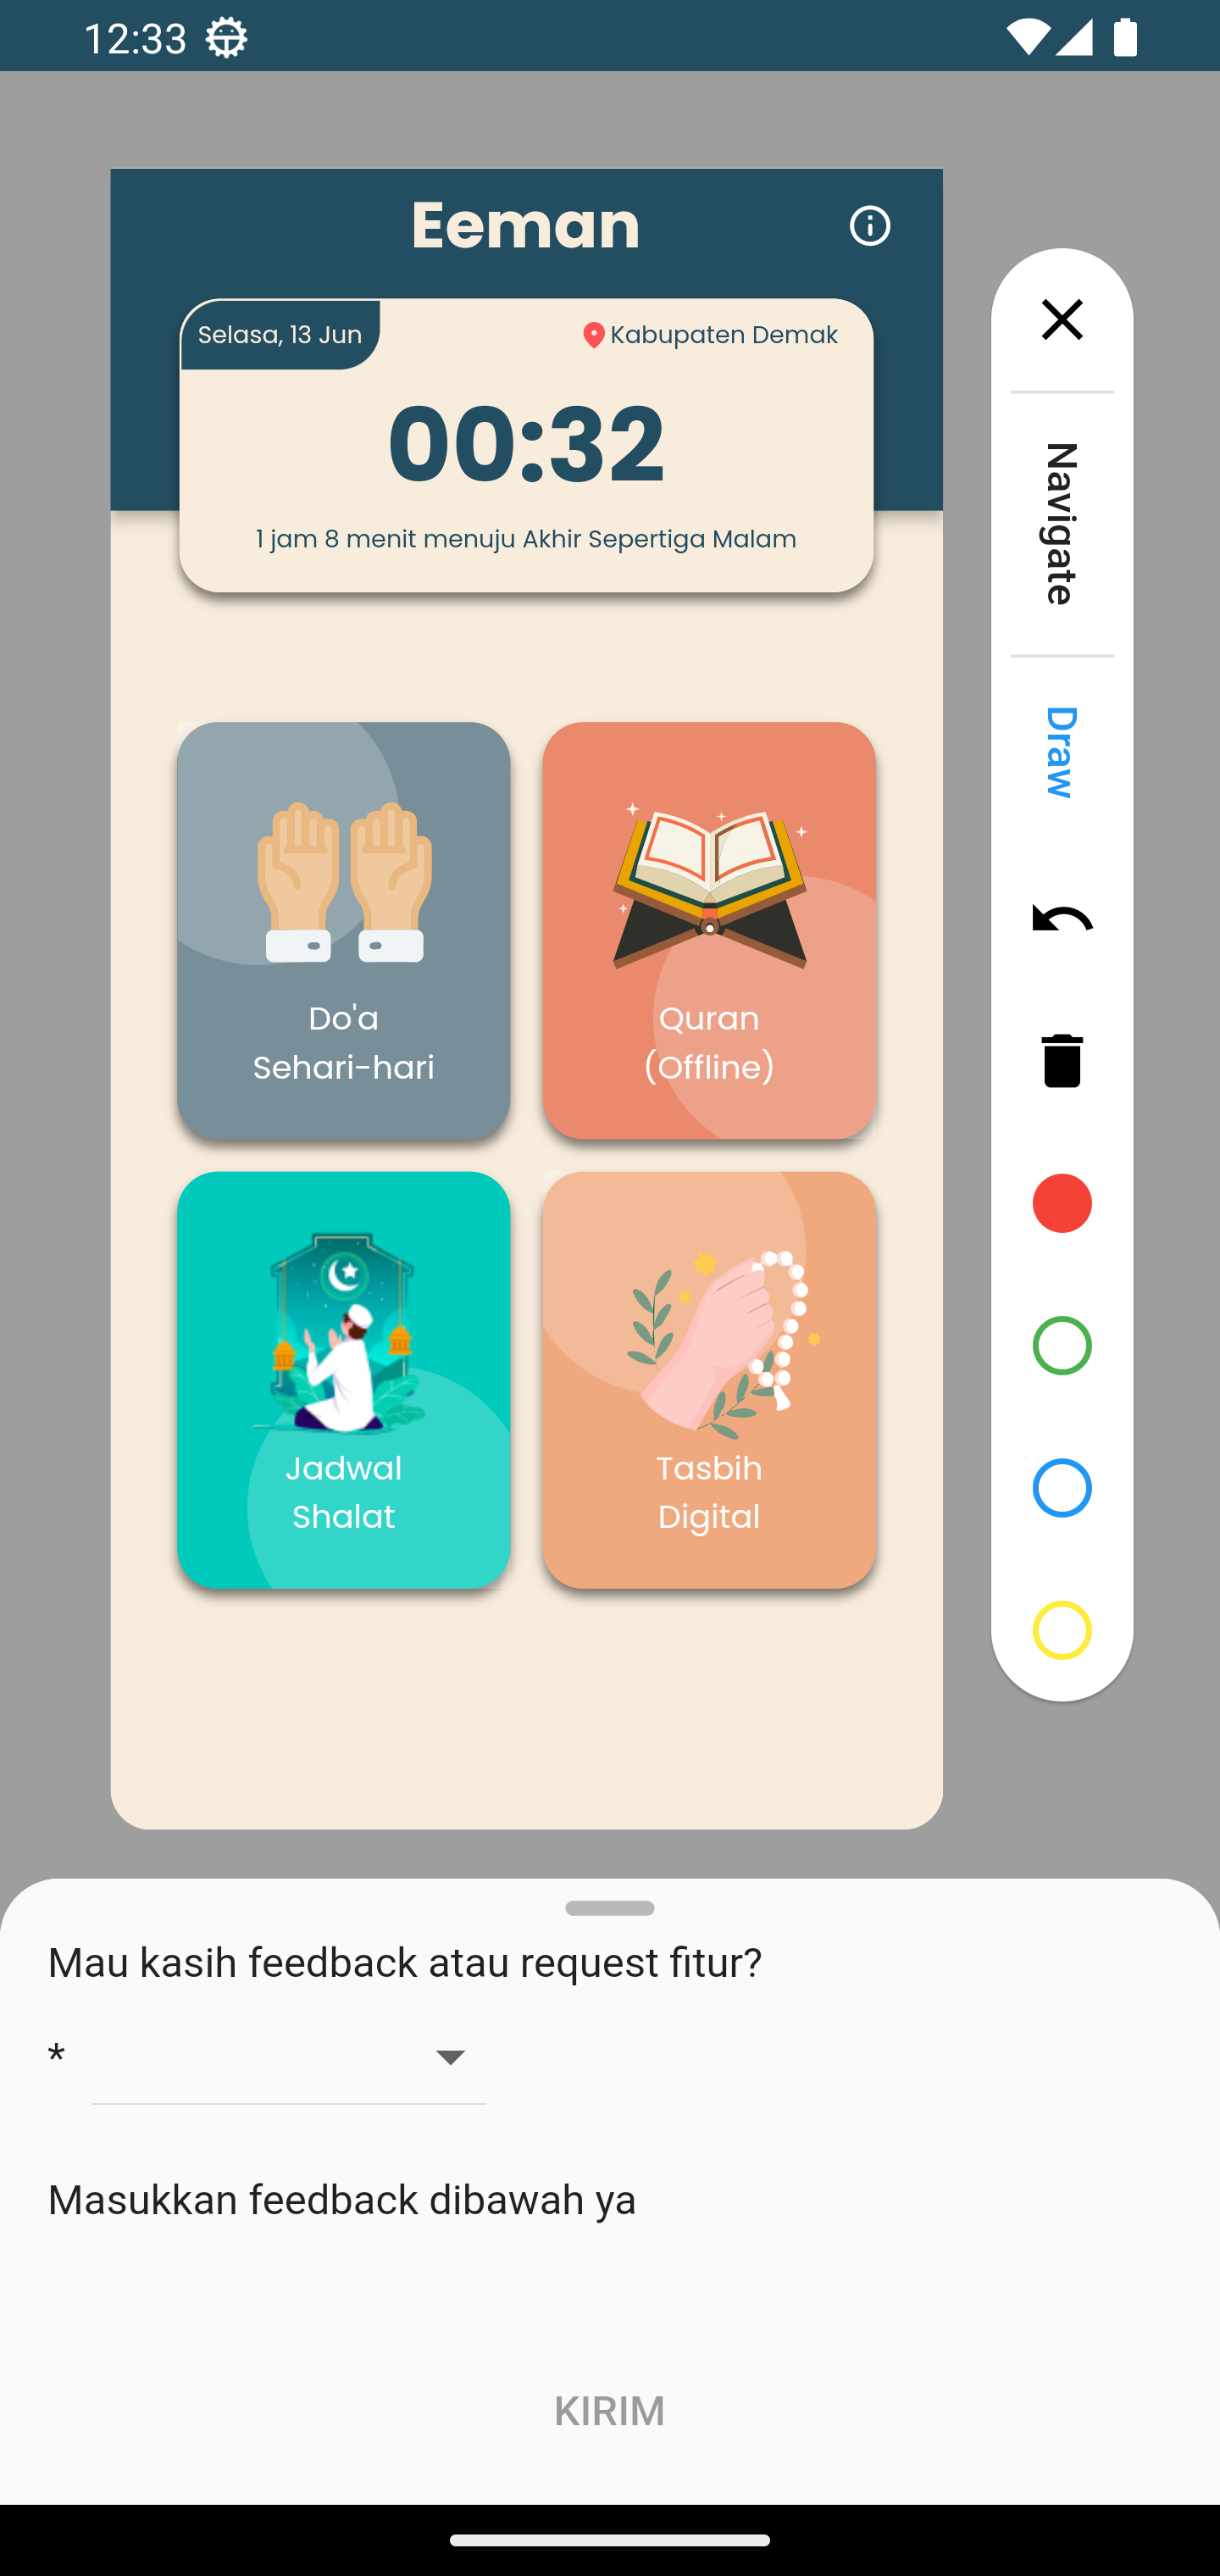 12:33
Eeman
Selasa, 13 Jun
Kabupaten Demak
00:32
1 jam 8 menit menuju Akhir Sepertiga Malam
Do'a
Sehari-hari
Quran
(Offline)
Jadwal
Shalat
Tasbih
Digital
Navigate
Draw
Mau kasih feedback atau request fitur?
*
Masukkan feedback dibawah ya
KIRIM